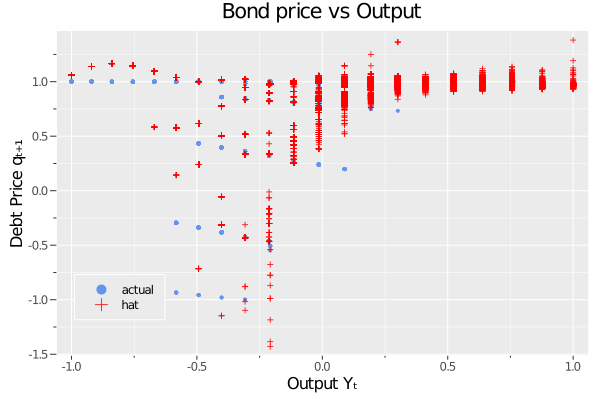 Bond price vs Output
Debt Price qₜ₊₁
1.0
0.5
0.0
-0.5
-1.0
-1.5
actual
hat
-1.0 -0.5 0.0 0.5 1.0
Output Yₜ